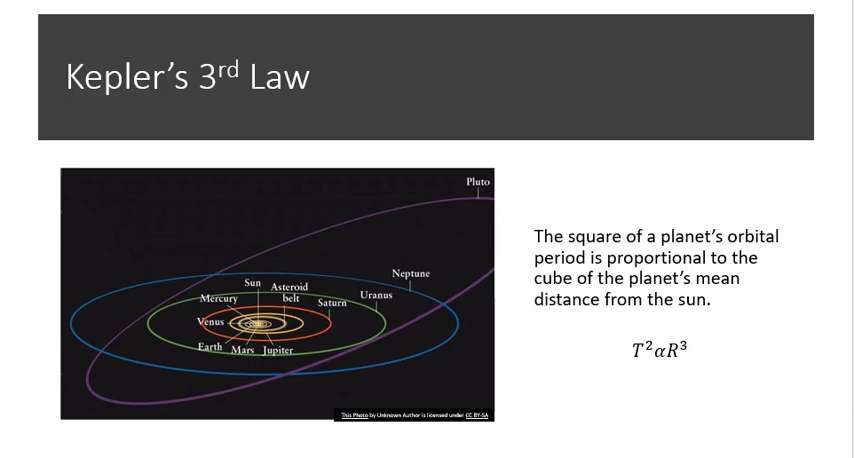 Kepler's 3rd Law
Pluto
Neptune
Sun
Asteroid
belt
Mercury
Saturn
Uranus
Venus
Earth
Mars
Jupiter
This Photo by Unknown Author is licensed under CC BY-SA
The square of a planet's orbital
period is proportional to the
cube of the planet's mean
distance from the sun.
T²αR³